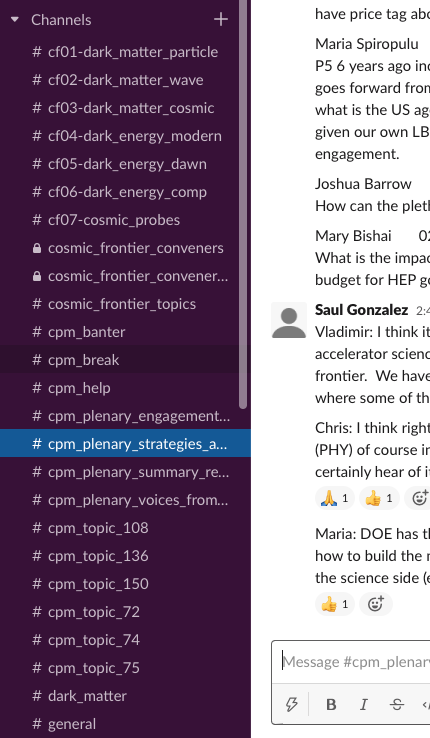 Channels
# cf01-dark_matter_particle
# cf02-dark_matter_wave
# cf03-dark_matter_cosmic
# cf04-dark_energy_modern
# cf05-dark_energy_dawn
# cf06-dark_energy_comp
# cf07-cosmic_probes
cosmic_frontier_conveners
cosmic_frontier_convener...
# cosmic_frontier_topics
# cpm_banter
# cpm_break
# cpm_help
# cpm_plenary_engagement...
# cpm_plenary_strategies_a...
# cpm_plenary_summary_re...
# cpm_plenary_voices_from...
# cpm_topic_108
# cpm_topic_136
# cpm_topic_150
# cpm_topic_72
# cpm_topic_74
# cpm_topic_75
# dark_matter
# general
have price tag abo
Maria Spiropulu
P5 6 years ago inc
goes forward from
what is the US ag
given our own LB
engagement.
Joshua Barrow
How can the pleth
Mary Bishai 02
What is the impac
budget for HEP go
Saul Gonzalez 2:4
Vladimir: I think it
accelerator scienc
frontier. We have
where some of th
Chris: I think right
(PHY) of course in
certainly hear of it
1 1
Maria: DOE has th
how to build the r
the science side (e
1
Message #cpm_plenary
B I S